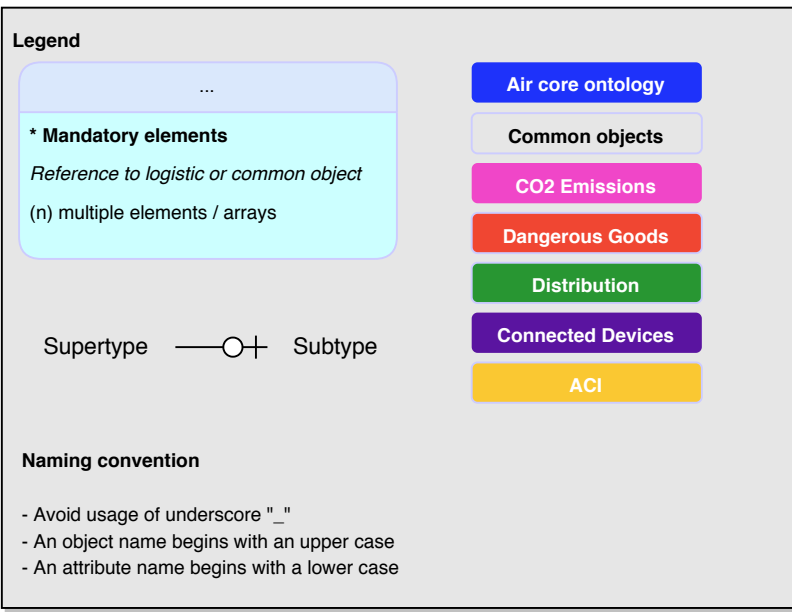 Legend
...
* Mandatory elements
Reference to logistic or common object
(n) multiple elements / arrays
Supertype
Subtype
Air core ontology
Common objects
CO2 Emissions
Dangerous Goods
Distribution
Connected Devices
ACI
Naming convention
- Avoid usage of underscore "_"
- An object name begins with an upper case
- An attribute name begins with a lower case